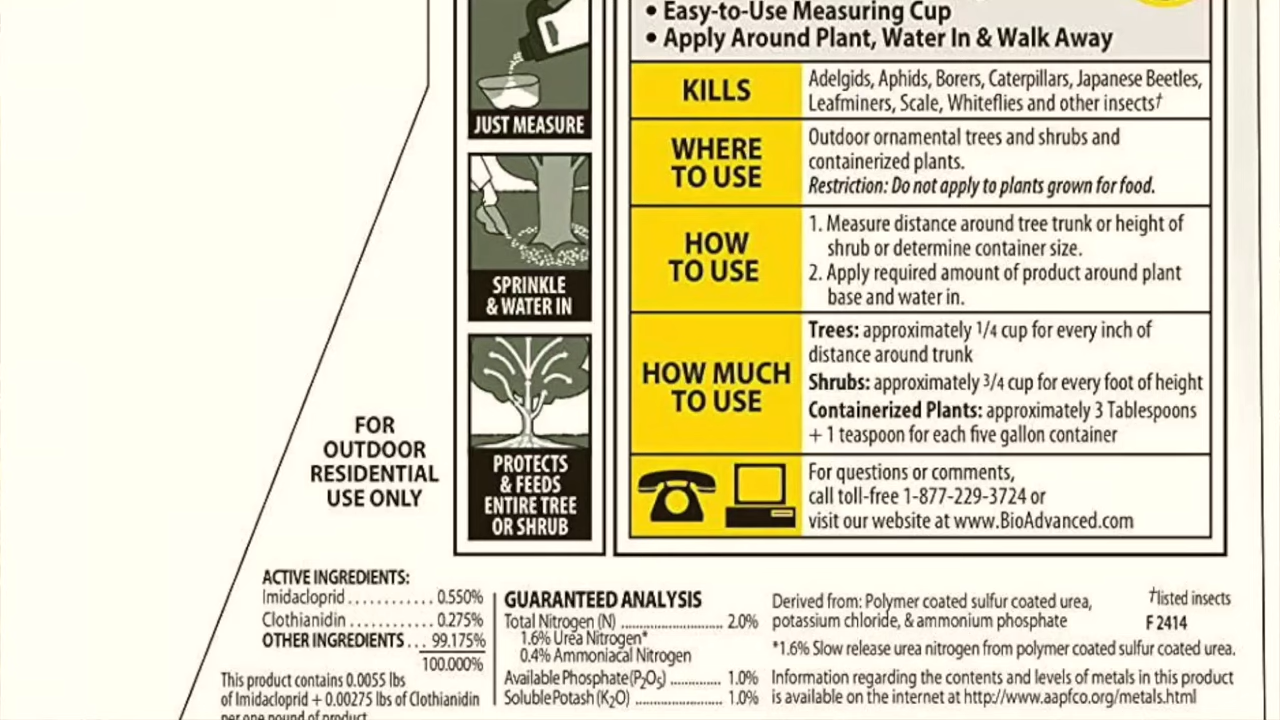 • Easy-to-Use Measuring Cup
• Apply Around Plant, Water In & Walk Away
JUST MEASURE
SPRINKLE
& WATER IN
PROTECTS
& FEEDS
ENTIRE TREE
OR SHRUB
KILLS
Adelgids, Aphids, Borers, Caterpillars, Japanese Beetles,
Leafminers, Scale, Whiteflies and other insects†
WHERE
TO USE
Outdoor ornamental trees and shrubs and
containerized plants.
Restriction: Do not apply to plants grown for food.
HOW
TO USE
1. Measure distance around tree trunk or height of
shrub or determine container size.
2. Apply required amount of product around plant
base and water in.
HOW MUCH
TO USE
Trees: approximately 1/4 cup for every inch of
distance around trunk
Shrubs: approximately 3/4 cup for every foot of height
Containerized Plants: approximately 3 Tablespoons
+ 1 teaspoon for each five gallon container
For questions or comments,
call toll-free 1-877-229-3724 or
visit our website at www.BioAdvanced.com
FOR
OUTDOOR
RESIDENTIAL
USE ONLY
ACTIVE INGREDIENTS:
Imidacloprid ........... 0.550%
Clothianidin ........... 0.275%
OTHER INGREDIENTS ... 99.175%
100.000%
This product contains 0.0055 lbs
of Imidacloprid + 0.00275 lbs of Clothianidin
per one pound of product
GUARANTEED ANALYSIS
Total Nitrogen (N) ......................... 2.0%
1.6% Urea Nitrogen*
0.4% Ammoniacal Nitrogen
Available Phosphate (P₂O₅) ............ 1.0%
Soluble Potash (K₂O) ..................... 1.0%
Derived from: Polymer coated sulfur coated urea,
potassium chloride, & ammonium phosphate
†listed insects
F 2414
*1.6% Slow release urea nitrogen from polymer coated sulfur coated urea.
Information regarding the contents and levels of metals in this product
is available on the internet at http://www.aapfco.org/metals.html